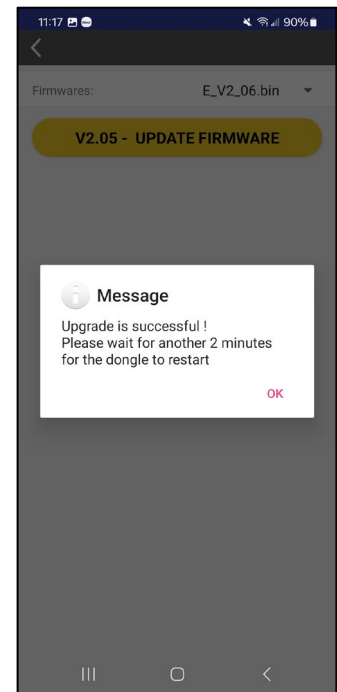 11:17 90%
Firmwares: E_V2_06.bin
V2.05 - UPDATE FIRMWARE
Message
Upgrade is successful !
Please wait for another 2 minutes
for the dongle to restart
OK